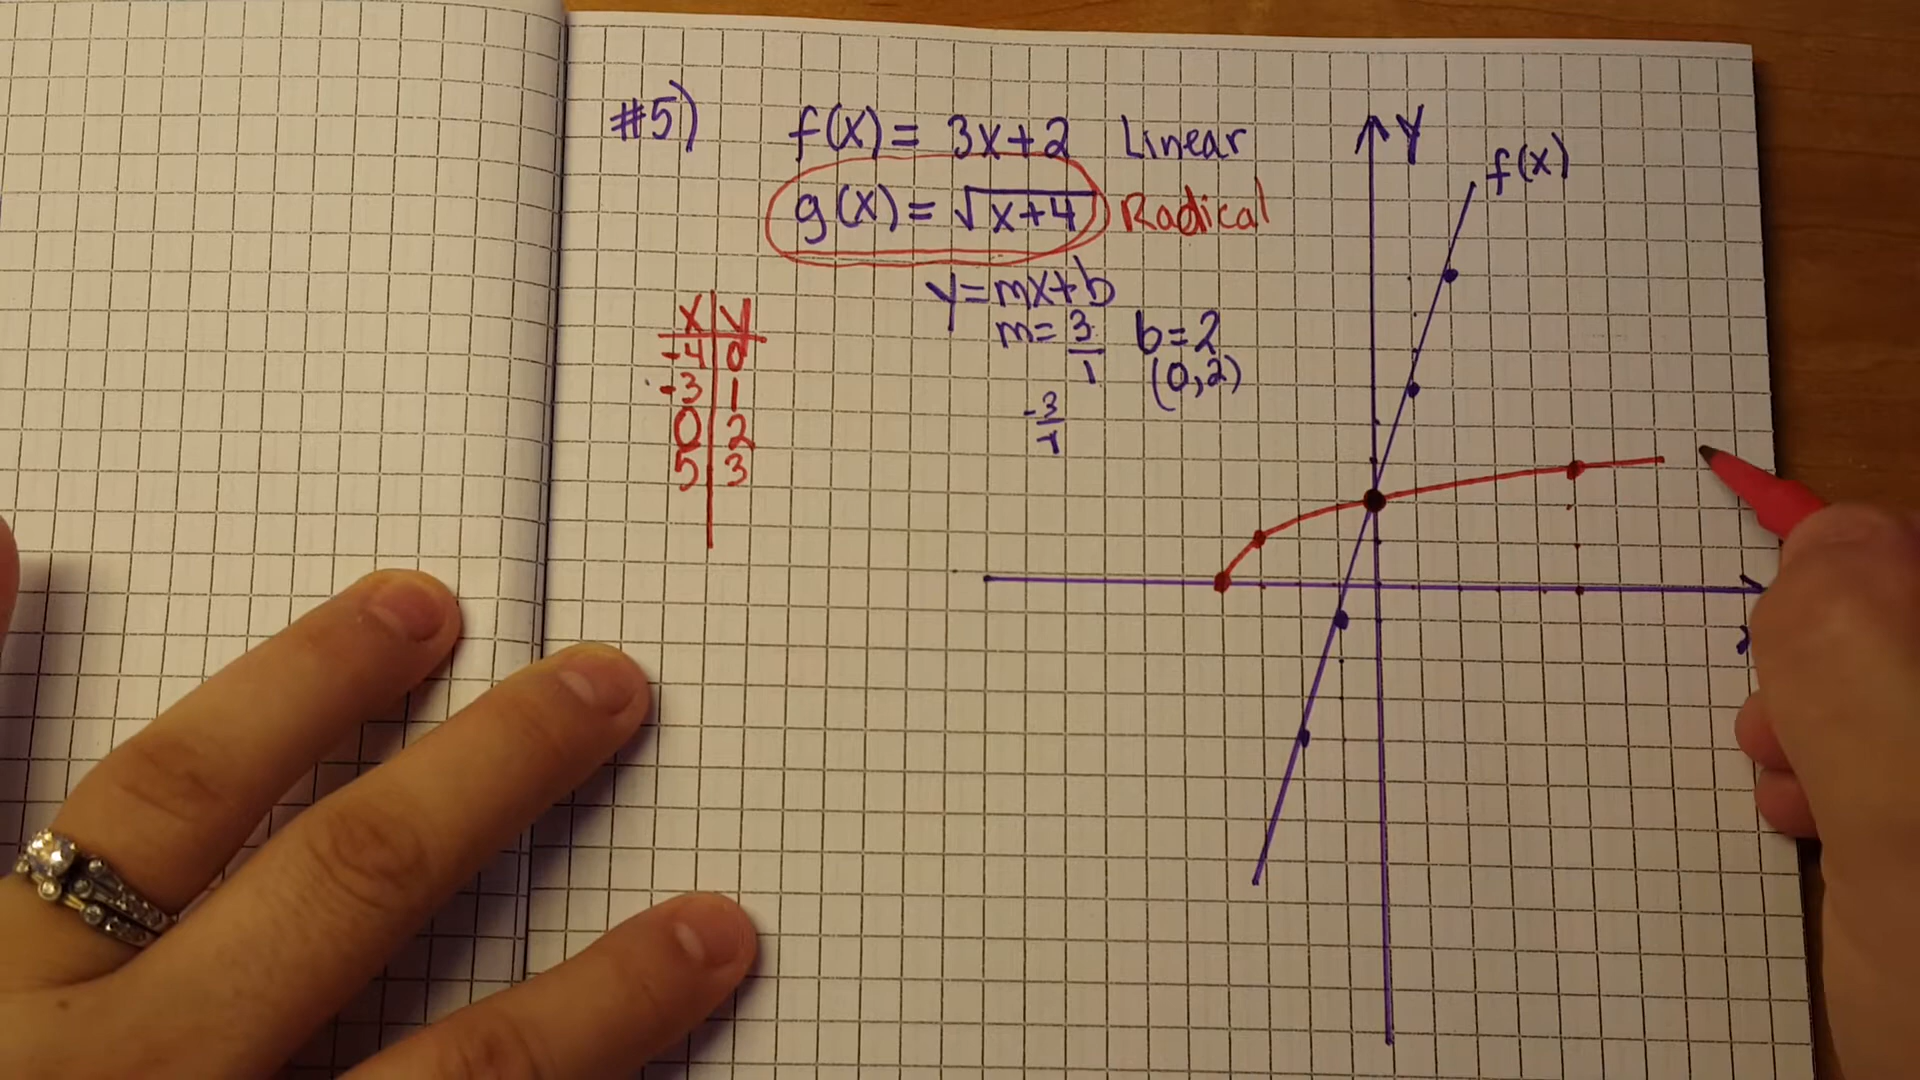 #5) f(x) = 3x+2 Linear
g(x) = √x+4 Radical
y=mx+b
m= 3/1 b=2
(0,2)
-3/-1
x y
-4 0
-3 1
0 2
5 3
y
f(x)